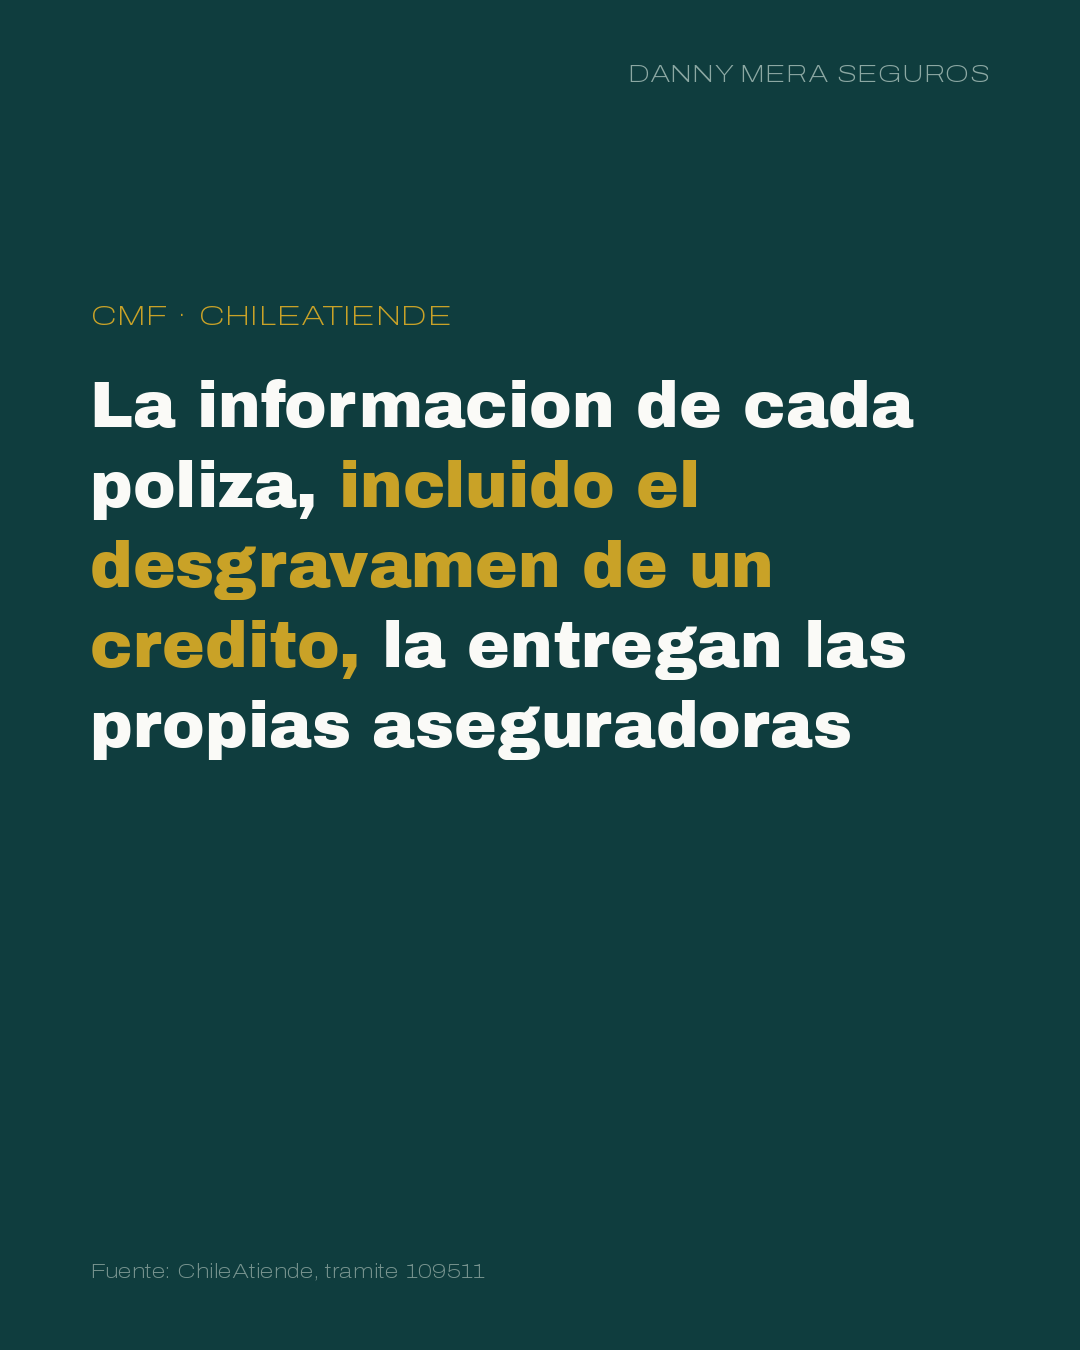 DANNY MERA SEGUROS
CMF · CHILEATIENDE
La informacion de cada
poliza, incluido el
desgravamen de un
credito, la entregan las
propias aseguradoras
Fuente: ChileAtiende, tramite 109511